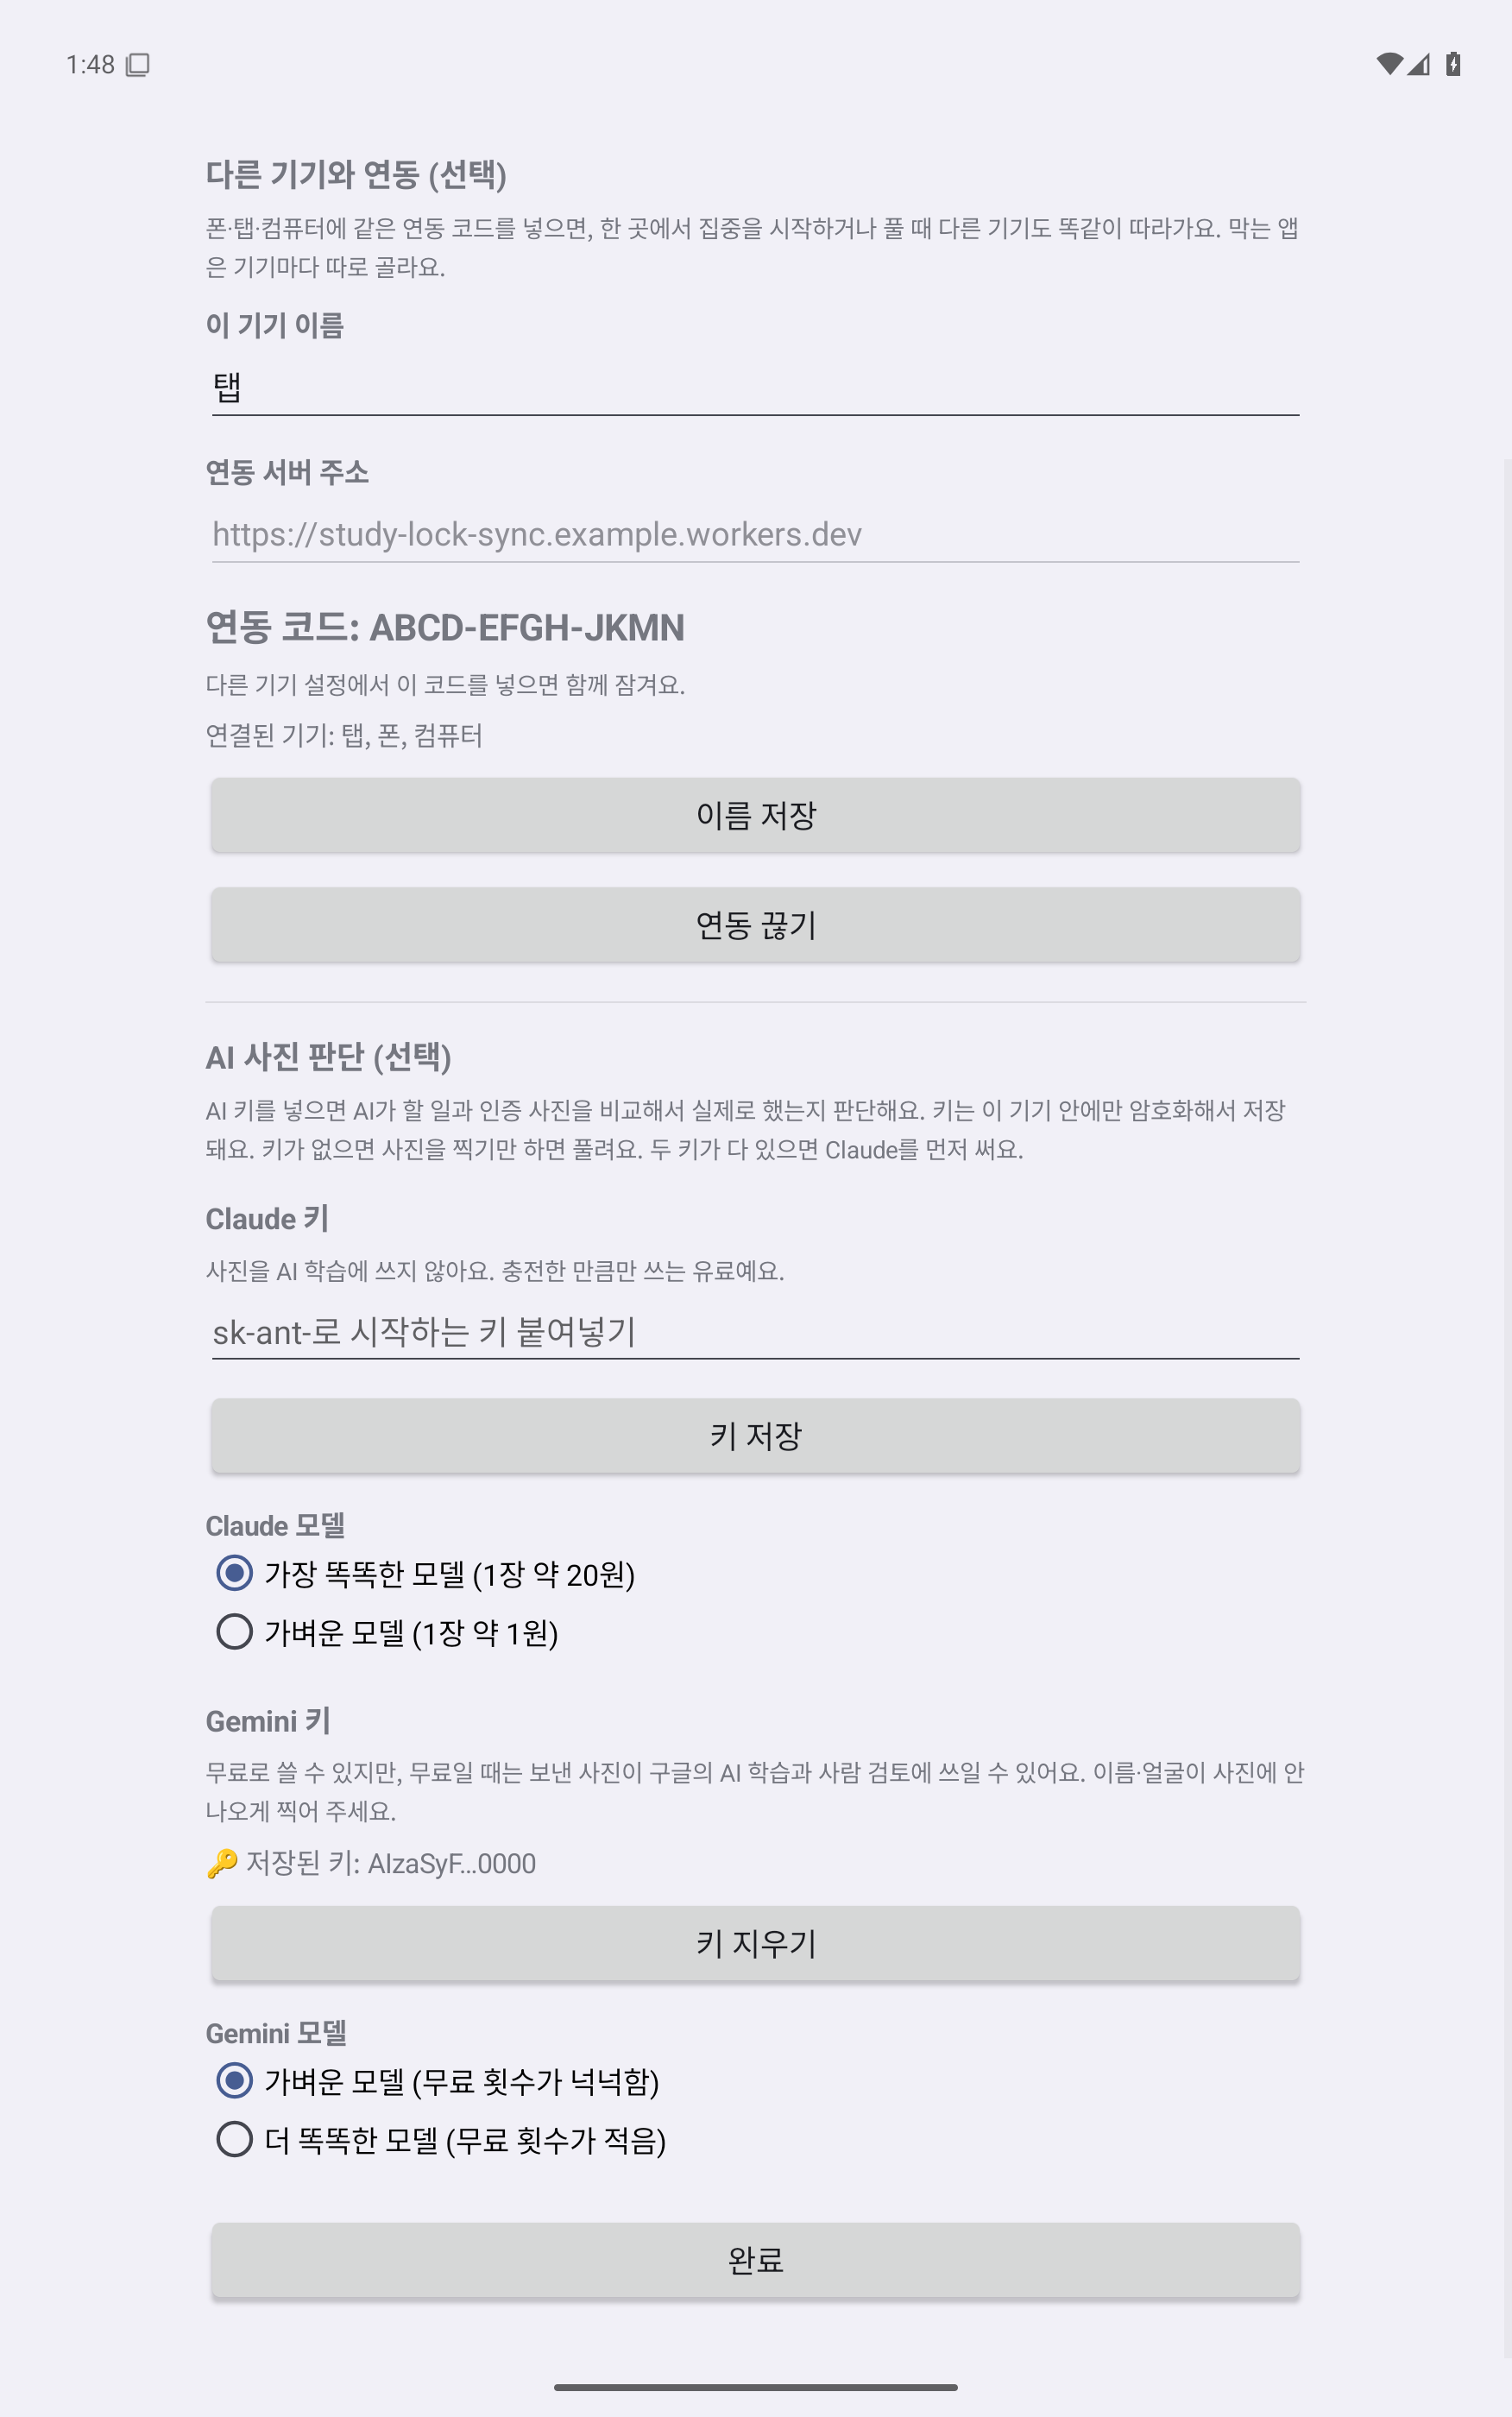 1:48
다른 기기와 연동 (선택)
폰·탭·컴퓨터에 같은 연동 코드를 넣으면, 한 곳에서 집중을 시작하거나 풀 때 다른 기기도 똑같이 따라가요. 막는 앱
은 기기마다 따로 골라요.
이 기기 이름
탭
연동 서버 주소
https://study-lock-sync.example.workers.dev
연동 코드: ABCD-EFGH-JKMN
다른 기기 설정에서 이 코드를 넣으면 함께 잠겨요.
연결된 기기: 탭, 폰, 컴퓨터
이름 저장
연동 끊기
AI 사진 판단 (선택)
AI 키를 넣으면 AI가 할 일과 인증 사진을 비교해서 실제로 했는지 판단해요. 키는 이 기기 안에만 암호화해서 저장
돼요. 키가 없으면 사진을 찍기만 하면 풀려요. 두 키가 다 있으면 Claude를 먼저 써요.
Claude 키
사진을 AI 학습에 쓰지 않아요. 충전한 만큼만 쓰는 유료예요.
sk-ant-로 시작하는 키 붙여넣기
키 저장
Claude 모델
가장 똑똑한 모델 (1장 약 20원)
가벼운 모델 (1장 약 1원)
Gemini 키
무료로 쓸 수 있지만, 무료일 때는 보낸 사진이 구글의 AI 학습과 사람 검토에 쓰일 수 있어요. 이름·얼굴이 사진에 안
나오게 찍어 주세요.
🔑 저장된 키: AIzaSyF…0000
키 지우기
Gemini 모델
가벼운 모델 (무료 횟수가 넉넉함)
더 똑똑한 모델 (무료 횟수가 적음)
완료